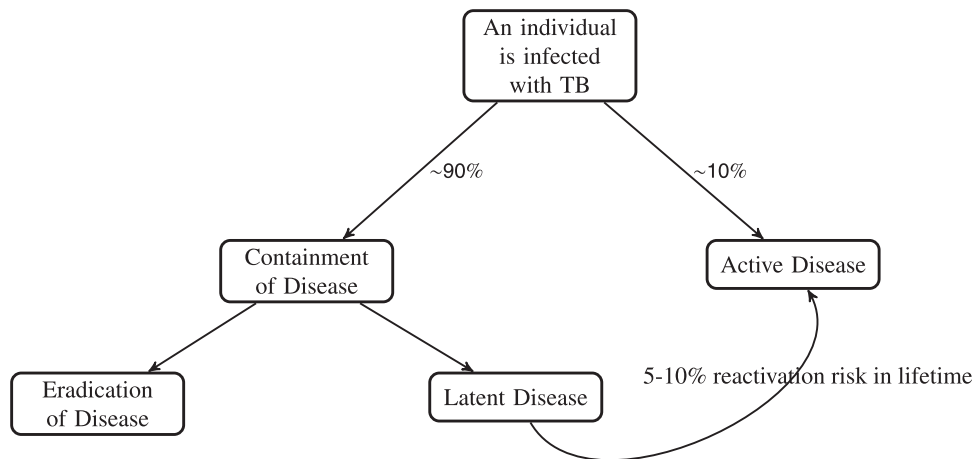 An individual
is infected
with TB
~90%
~10%
Containment
of Disease
Active Disease
Eradication
of Disease
Latent Disease
5-10% reactivation risk in lifetime